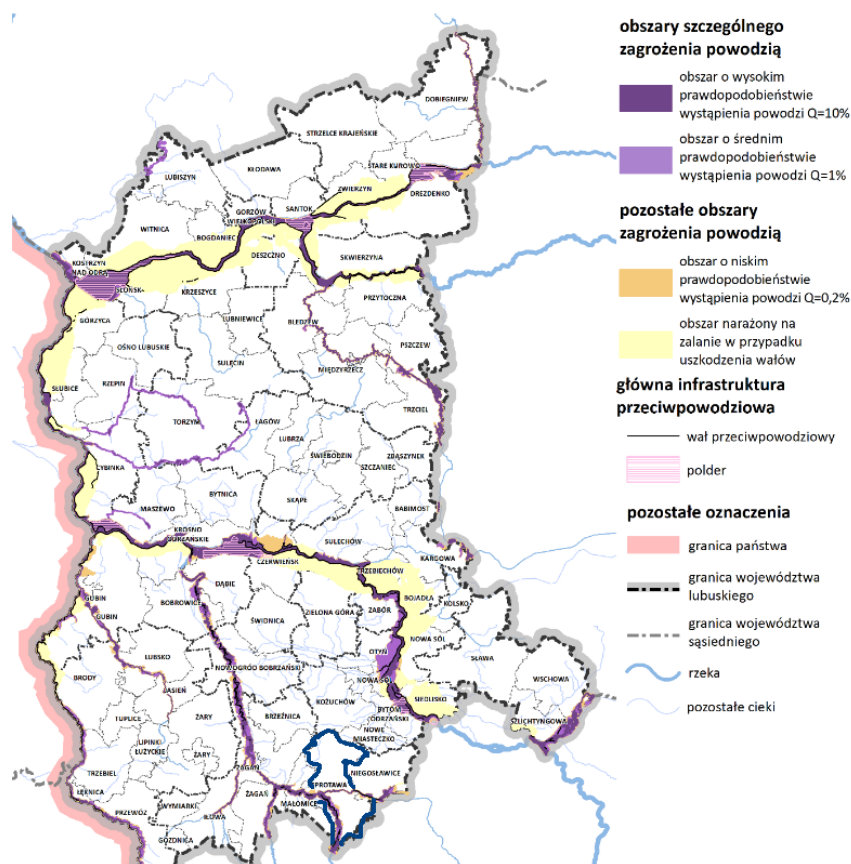 obszary szczególnego
zagrożenia powodzią
obszar o wysokim
prawdopodobieństwie
wystąpienia powodzi Q=10%
obszar o średnim
prawdopodobieństwie
wystąpienia powodzi Q=1%
pozostałe obszary
zagrożenia powodzią
obszar o niskim
prawdopodobieństwie
wystąpienia powodzi Q=0,2%
obszar narażony na
zalanie w przypadku
uszkodzenia wałów
główna infrastruktura
przeciwpowodziowa
wał przeciwpowodziowy
polder
pozostałe oznaczenia
granica państwa
granica województwa
lubuskiego
granica województwa
sąsiedniego
rzeka
pozostałe cieki
DOBIEGNIEW
STRZELCE KRAJEŃSKIE
STARE KUROWO
KŁODAWA
LUBISZYN
ZWIERZYN
DREZDENKO
SANTOK
GORZÓW
WIELKOPOLSKI
WITNICA
BOGDANIEC
DESZCZNO
SKWIERZYNA
KOSTRZYN
NAD ODRĄ
SŁOŃSK
KRZESZYCE
PRZYTOCZNA
GÓRZYCA
LUBNIEWICE
BLEDZEW
OŚNO LUBUSKIE
PSZCZEW
SULĘCIN
MIĘDZYRZECZ
SŁUBICE
RZEPIN
TRZCIEL
TORZYM
ŁAGÓW
LUBRZA
ŚWIEBODZIN
ZBĄSZYNEK
SZCZANIEC
CYBINKA
BYTNICA
SKĄPE
BABIMOST
MASZEWO
KROSNO
ODRZAŃSKIE
SULECHÓW
CZERWIEŃSK
KARGOWA
TRZEBIECHÓW
DĄBIE
BOJADŁA
KOLSKO
GUBIN
GUBIN
BOBROWICE
ZIELONA GÓRA
ZABÓR
ŚWIDNICA
NOWA SÓL
LUBSKO
OTYŃ
SŁAWA
NOWOGRÓD BOBRZAŃSKI
WSCHOWA
BRODY
JASIEŃ
NOWA SÓL
KOŻUCHÓW
SIEDLISKO
TUPLICE
ŻARY
BRZEŹNICA
BYTOM
ODRZAŃSKI
SZLICHTYNGOWA
NOWE
MIASTECZKO
LIPINKI
ŁUŻYCKIE
ŻARY
TRZEBIEL
ŻAGAŃ
NIEGOSŁAWICE
ŁĘKNICA
ŻAGAŃ
SZPROTAWA
WYMIARKI
MAŁOMICE
PRZEWÓZ
IŁOWA
GOZDNICA